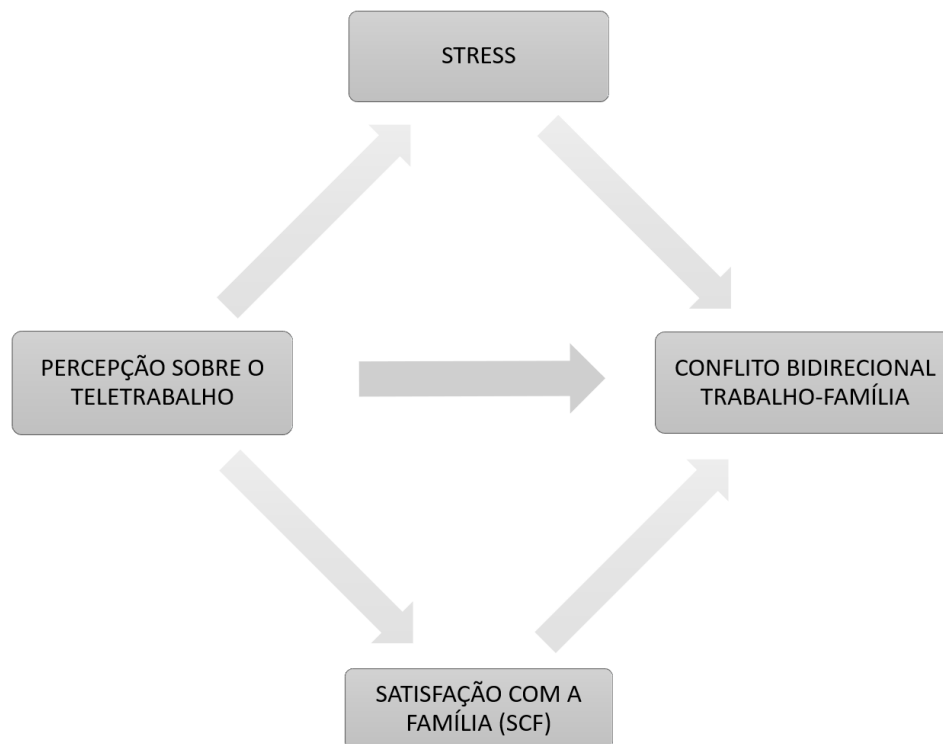 STRESS
PERCEPÇÃO SOBRE O
TELETRABALHO
CONFLITO BIDIRECIONAL
TRABALHO-FAMÍLIA
SATISFAÇÃO COM A
FAMÍLIA (SCF)